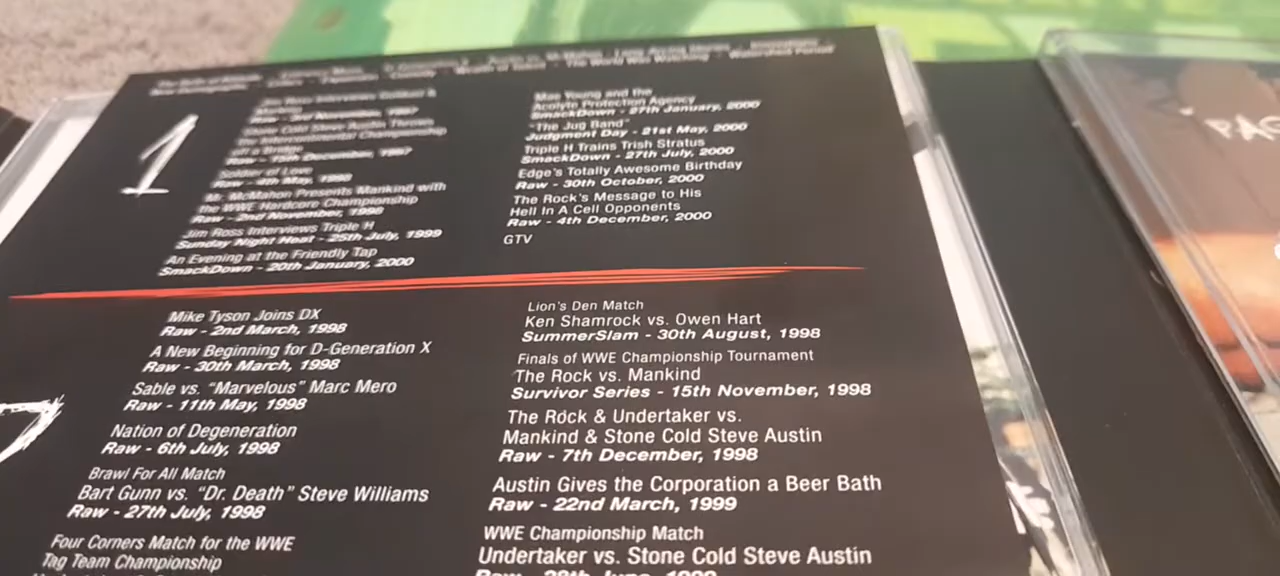 1
Mae Young and the
Acolyte Protection Agency
SmackDown - 27th January, 2000
"The Jug Band"
Judgment Day - 21st May, 2000
Triple H Trains Trish Stratus
SmackDown - 27th July, 2000
Edge's Totally Awesome Birthday
Raw - 30th October, 2000
The Rock's Message to His
Hell In A Cell Opponents
Raw - 4th December, 2000
GTV
Stone Cold Steve Austin Throws
the Intercontinental Championship
off a Bridge
Raw - 15th December, 1997
Soldier of Love
Raw - 4th May, 1998
Mr. McMahon Presents Mankind with
the WWE Hardcore Championship
Raw - 2nd November, 1998
Jim Ross Interviews Triple H
Sunday Night Heat - 25th July, 1999
An Evening at the Friendly Tap
SmackDown - 20th January, 2000
Mike Tyson Joins DX
Raw - 2nd March, 1998
A New Beginning for D-Generation X
Raw - 30th March, 1998
Sable vs. "Marvelous" Marc Mero
Raw - 11th May, 1998
Nation of Degeneration
Raw - 6th July, 1998
Brawl For All Match
Bart Gunn vs. "Dr. Death" Steve Williams
Raw - 27th July, 1998
Four Corners Match for the WWE
Tag Team Championship
Lion's Den Match
Ken Shamrock vs. Owen Hart
SummerSlam - 30th August, 1998
Finals of WWE Championship Tournament
The Rock vs. Mankind
Survivor Series - 15th November, 1998
The Rock & Undertaker vs.
Mankind & Stone Cold Steve Austin
Raw - 7th December, 1998
Austin Gives the Corporation a Beer Bath
Raw - 22nd March, 1999
WWE Championship Match
Undertaker vs. Stone Cold Steve Austin
Raw - 28th June, 1999